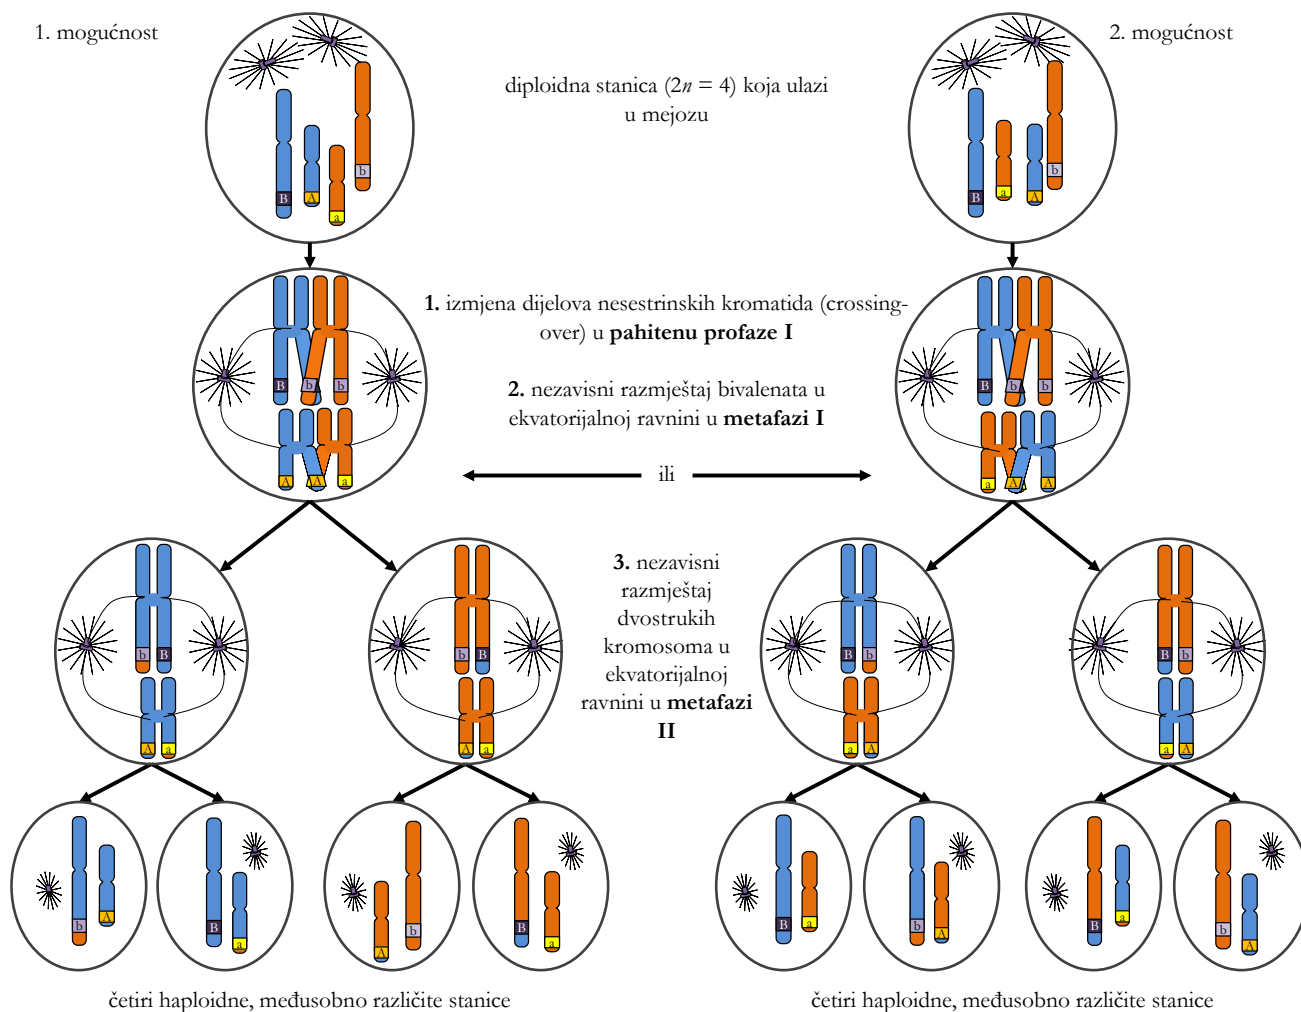 1. mogućnost
2. mogućnost
diploidna stanica (2n = 4) koja ulazi
u mejozu
B
A
a
b
B
a
A
b
1. izmjena dijelova nesestrinskih kromatida (crossing-
over) u pahitenu profaze I
2. nezavisni razmještaj bivalenata u
ekvatorijalnoj ravnini u metafazi I
B b b
A A a
B b b
a A A
ili
3. nezavisni
razmještaj
dvostrukih
kromosoma u
ekvatorijalnoj
ravnini u metafazi
II
b B
A a
b B
A a
B b
a A
B b
a A
b A
B a
A b
B a
B a
b A
B a
b A
četiri haploidne, međusobno različite stanice
četiri haploidne, međusobno različite stanice